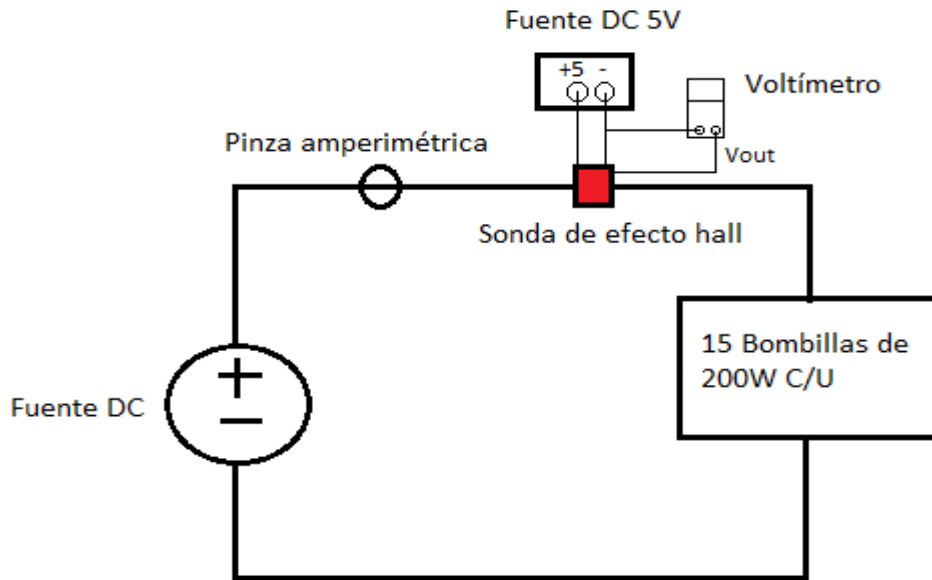 Fuente DC 5V
+5 -
Voltímetro
Pinza amperimétrica
Vout
Sonda de efecto hall
15 Bombillas de
200W C/U
Fuente DC